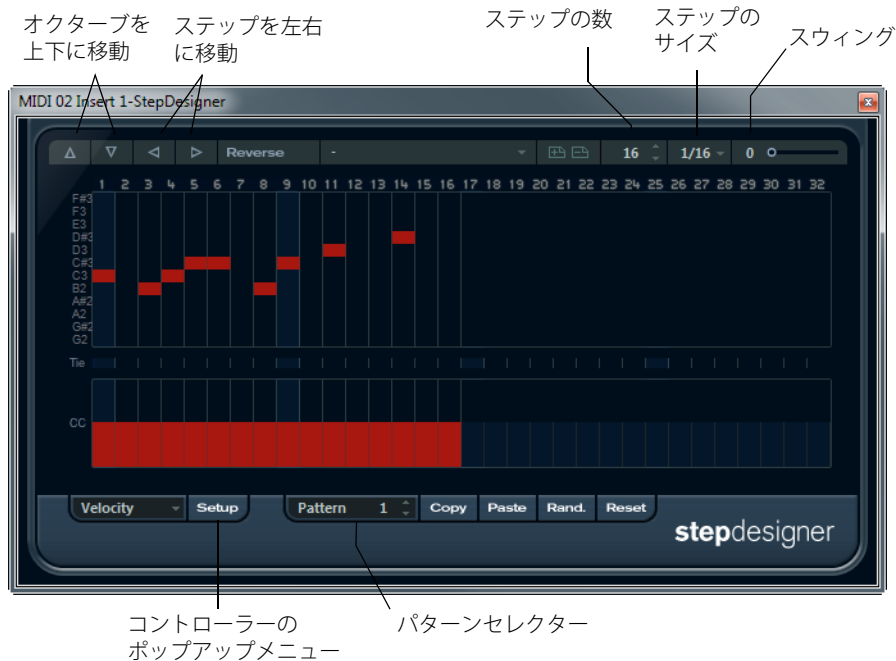 オクターブを
上下に移動
ステップを左右
に移動
ステップの数
ステップの
サイズ
スウィング
MIDI 02 Insert 1-StepDesigner
Reverse - 16 1/16 0
1 2 3 4 5 6 7 8 9 10 11 12 13 14 15 16 17 18 19 20 21 22 23 24 25 26 27 28 29 30 31 32
F#3
F3
E3
D#3
D3
C#3
C3
B2
A#2
A2
G#2
G2
Tie
CC
Velocity Setup Pattern 1 Copy Paste Rand. Reset
stepdesigner
コントローラーの
ポップアップメニュー
パターンセレクター